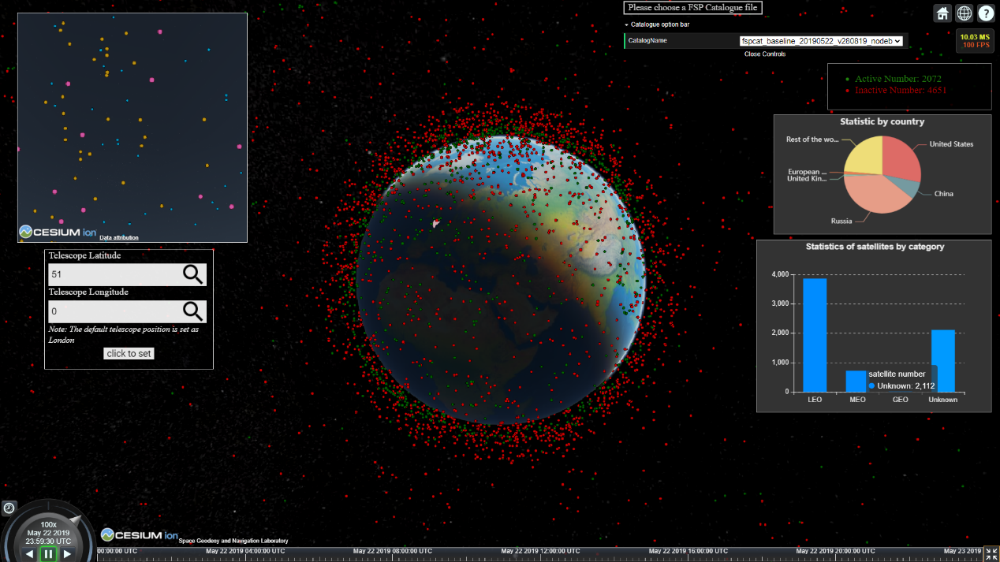 Please choose a FSP Catalogue file
Catalogue option bar
CatalogName
fspcat_baseline_20190522_v280819_nodeb
Close Controls
?
10.03 MS
100 FPS
Active Number: 2072
Inactive Number: 4651
Statistic by country
Rest of the wo...
United States
European ...
United Kin...
China
Russia
Statistics of satellites by category
4,000
3,000
2,000
1,000
0
satellite number
Unknown: 2,112
LEO
MEO
GEO
Unknown
CESIUM ion
Data attribution
Telescope Latitude
51
Telescope Longitude
0
Note: The default telescope position is set as
London
click to set
100x
May 22 2019
23:59:30 UTC
CESIUM ion
Space Geodesy and Navigation Laboratory
00:00:00 UTC
May 22 2019 04:00:00 UTC
May 22 2019 08:00:00 UTC
May 22 2019 12:00:00 UTC
May 22 2019 16:00:00 UTC
May 22 2019 20:00:00 UTC
May 23 2019